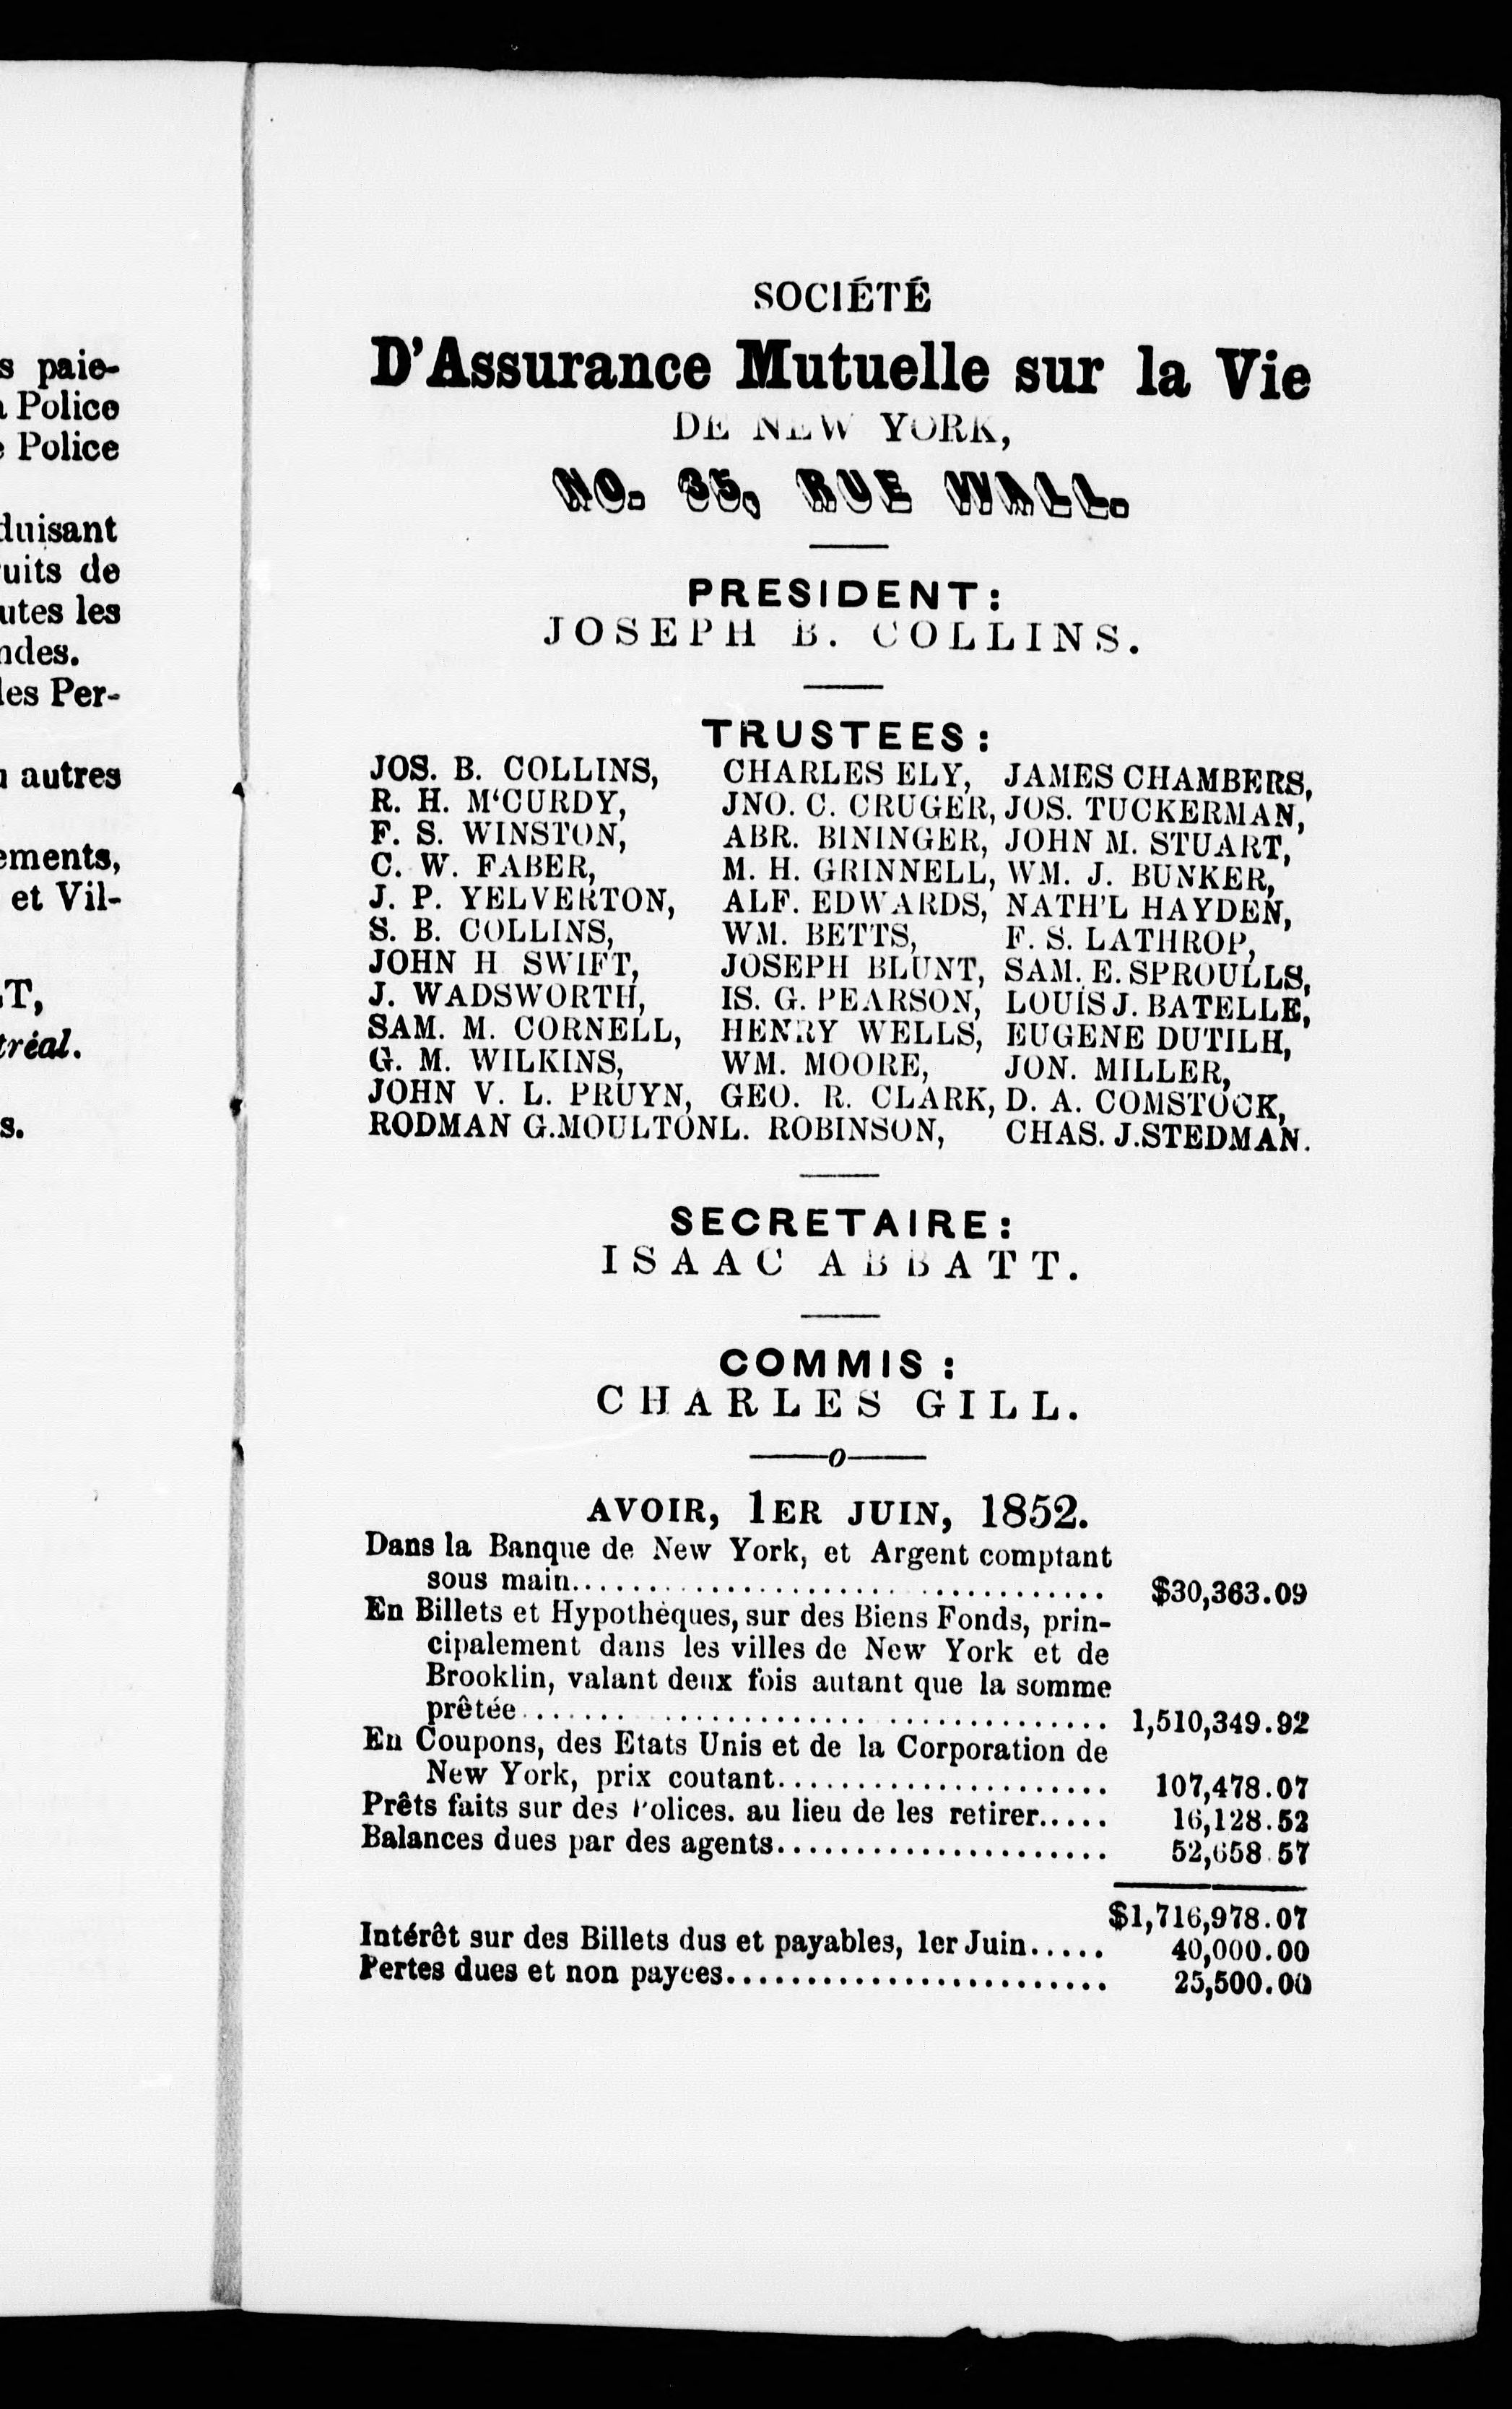 s paie-
Police
Police
duisant
uits de
utes les
ndes.
les Per-
autres
ements,
et Vil-
T,
tréal.
s.
SOCIÉTÉ
D'Assurance Mutuelle sur la Vie
DE NEW YORK,
NO. 35, RUE WALL.
PRESIDENT:
JOSEPH B. COLLINS.
TRUSTEES:
JOS. B. COLLINS, CHARLES ELY, JAMES CHAMBERS,
R. H. M'CURDY, JNO. C. CRUGER, JOS. TUCKERMAN,
F. S. WINSTON, ABR. BININGER, JOHN M. STUART,
C. W. FABER, M. H. GRINNELL, WM. J. BUNKER,
J. P. YELVERTON, ALF. EDWARDS, NATH'L HAYDEN,
S. B. COLLINS, WM. BETTS, F. S. LATHROP,
JOHN H SWIFT, JOSEPH BLUNT, SAM. E. SPROULLS,
J. WADSWORTH, IS. G. PEARSON, LOUIS J. BATELLE,
SAM. M. CORNELL, HENRY WELLS, EUGENE DUTILH,
G. M. WILKINS, WM. MOORE, JON. MILLER,
JOHN V. L. PRUYN, GEO. R. CLARK, D. A. COMSTOCK,
RODMAN G.MOULTON L. ROBINSON, CHAS. J.STEDMAN.
SECRETAIRE:
ISAAC ABBATT.
COMMIS:
CHARLES GILL.
o
AVOIR, 1ER JUIN, 1852.
Dans la Banque de New York, et Argent comptant
sous main.................................. $30,363.09
En Billets et Hypothèques, sur des Biens Fonds, prin-
cipalement dans les villes de New York et de
Brooklin, valant deux fois autant que la somme
prêtée..................................... 1,510,349.92
En Coupons, des Etats Unis et de la Corporation de
New York, prix coutant..................... 107,478.07
Prêts faits sur des Polices. au lieu de les retirer..... 16,128.52
Balances dues par des agents..................... 52,658.57
$1,716,978.07
Intérêt sur des Billets dus et payables, 1er Juin..... 40,000.00
Pertes dues et non payees........................ 25,500.00